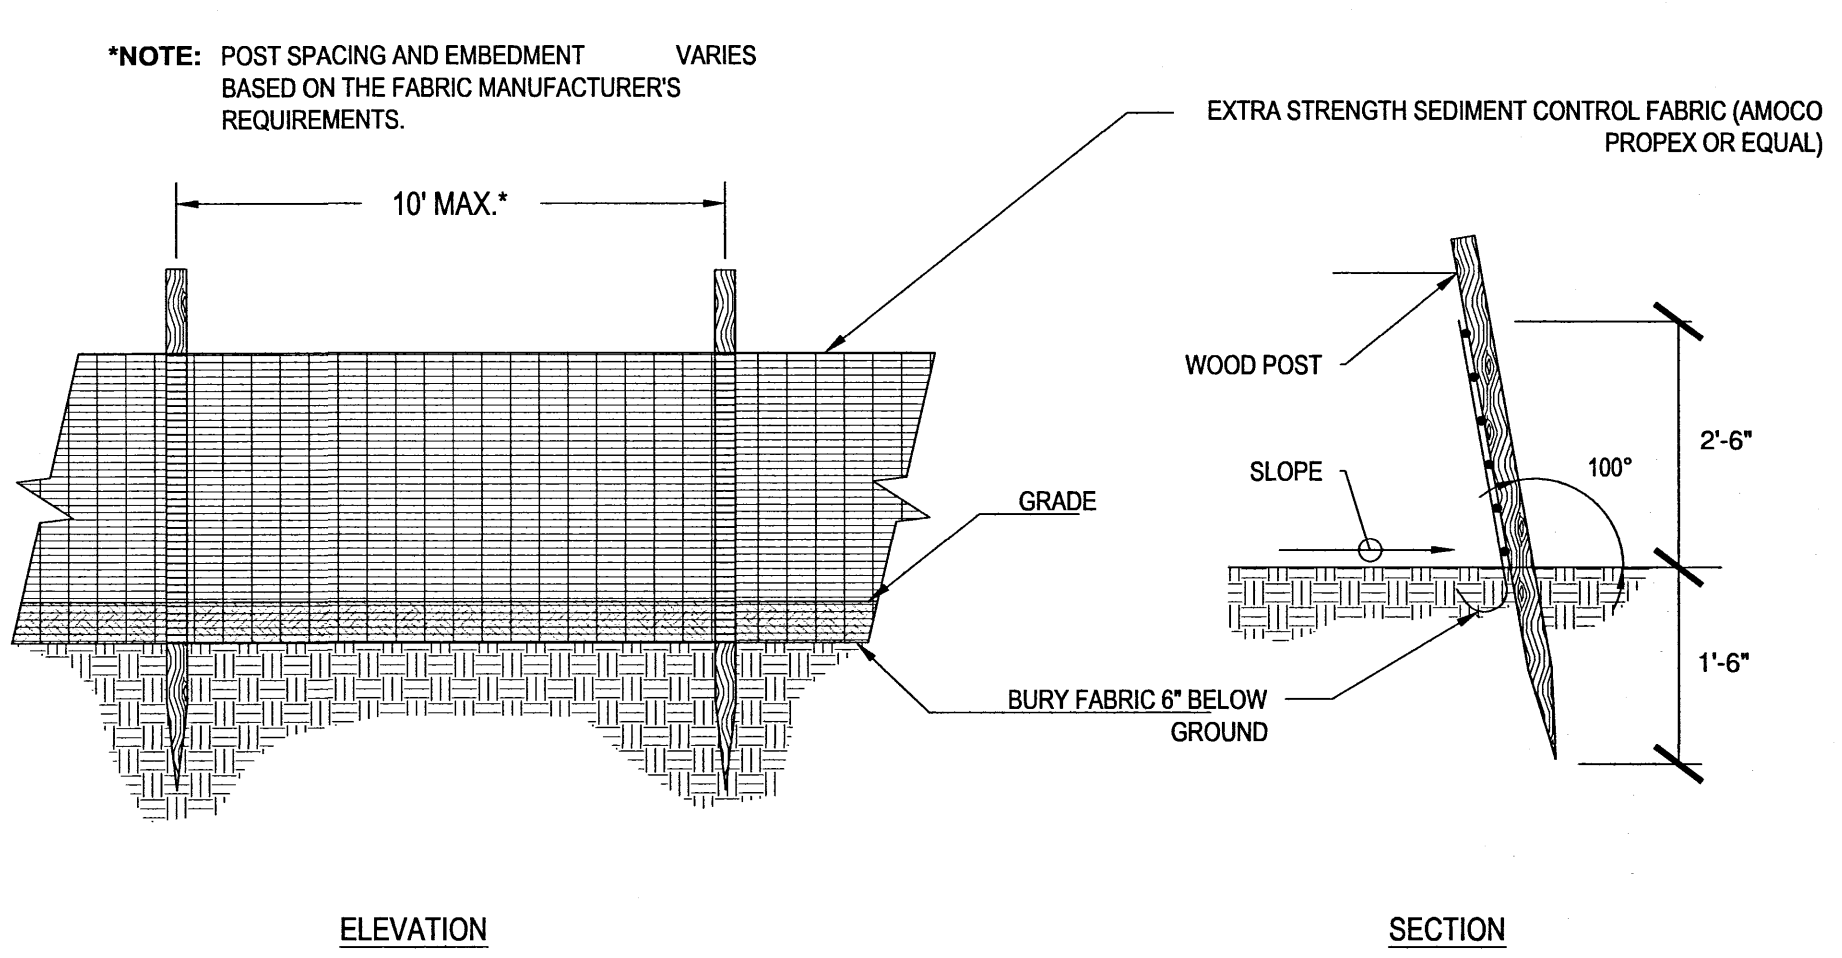 *NOTE: POST SPACING AND EMBEDMENT VARIES
BASED ON THE FABRIC MANUFACTURER'S
REQUIREMENTS.
EXTRA STRENGTH SEDIMENT CONTROL FABRIC (AMOCO
PROPEX OR EQUAL)
10' MAX.*
WOOD POST
2'-6"
SLOPE
100°
GRADE
1'-6"
BURY FABRIC 6" BELOW
GROUND
ELEVATION
SECTION